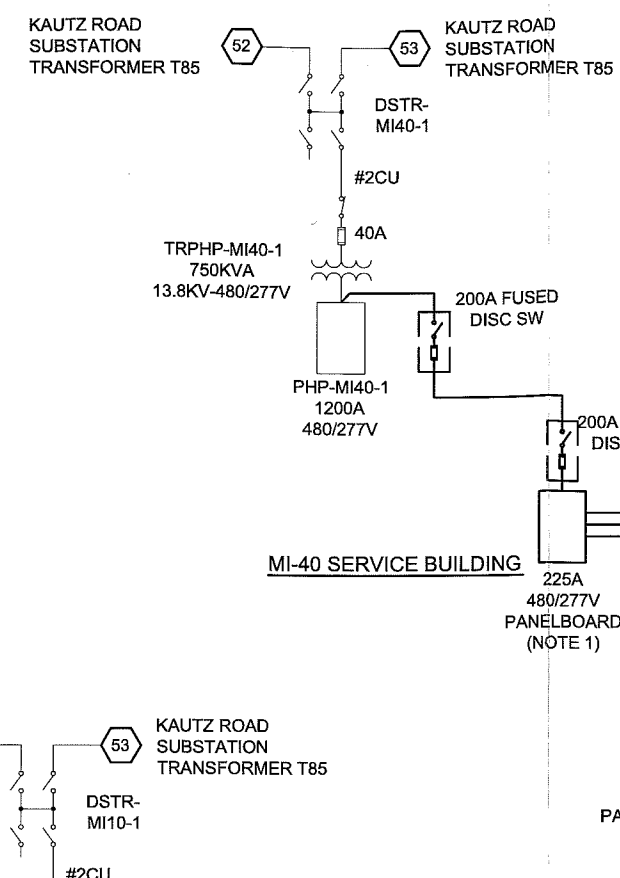 KAUTZ ROAD
SUBSTATION
TRANSFORMER T85
52
53
KAUTZ ROAD
SUBSTATION
TRANSFORMER T85
DSTR-
MI40-1
#2CU
40A
TRPHP-MI40-1
750KVA
13.8KV-480/277V
200A FUSED
DISC SW
PHP-MI40-1
1200A
480/277V
200A
DIS
MI-40 SERVICE BUILDING
225A
480/277V
PANELBOARD
(NOTE 1)
53
KAUTZ ROAD
SUBSTATION
TRANSFORMER T85
DSTR-
MI10-1
PA
#2CU